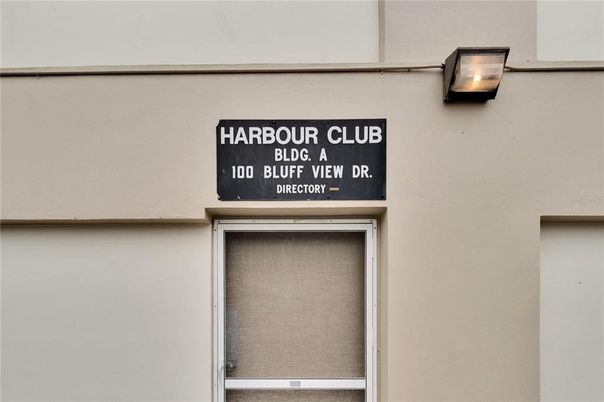 HARBOUR CLUB
BLDG. A
100 BLUFF VIEW DR.
DIRECTORY